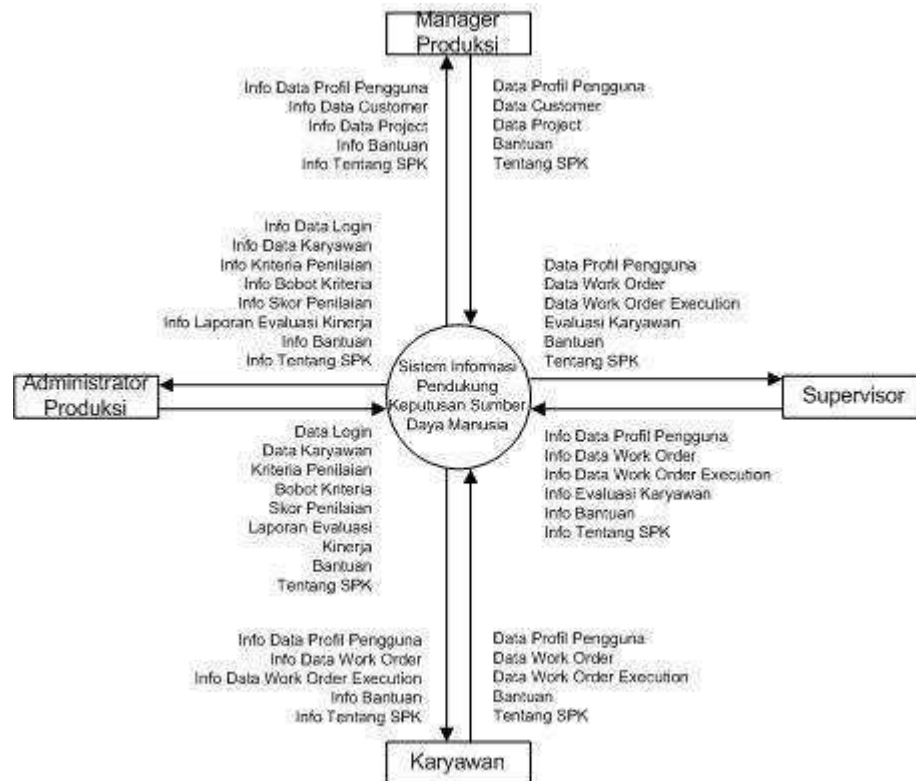 Manager
Produksi
Info Data Profil Pengguna
Info Data Customer
Info Data Project
Info Bantuan
Info Tentang SPK
Data Profil Pengguna
Data Customer
Data Project
Bantuan
Tentang SPK
Info Data Login
Info Data Karyawan
Info Kriteria Penilaian
Info Bobot Kriteria
Info Skor Penilaian
Info Laporan Evaluasi Kinerja
Info Bantuan
Info Tentang SPK
Data Profil Pengguna
Data Work Order
Data Work Order Execution
Evaluasi Karyawan
Bantuan
Tentang SPK
Administrator
Produksi
Sistem Informasi
Pendukung
Keputusan Sumber
Daya Manusia
Supervisor
Data Login
Data Karyawan
Kriteria Penilaian
Bobot Kriteria
Skor Penilaian
Laporan Evaluasi
Kinerja
Bantuan
Tentang SPK
Info Data Profil Pengguna
Info Data Work Order
Info Data Work Order Execution
Info Evaluasi Karyawan
Info Bantuan
Info Tentang SPK
Info Data Profil Pengguna
Info Data Work Order
Info Data Work Order Execution
Info Bantuan
Info Tentang SPK
Data Profil Pengguna
Data Work Order
Data Work Order Execution
Bantuan
Tentang SPK
Karyawan